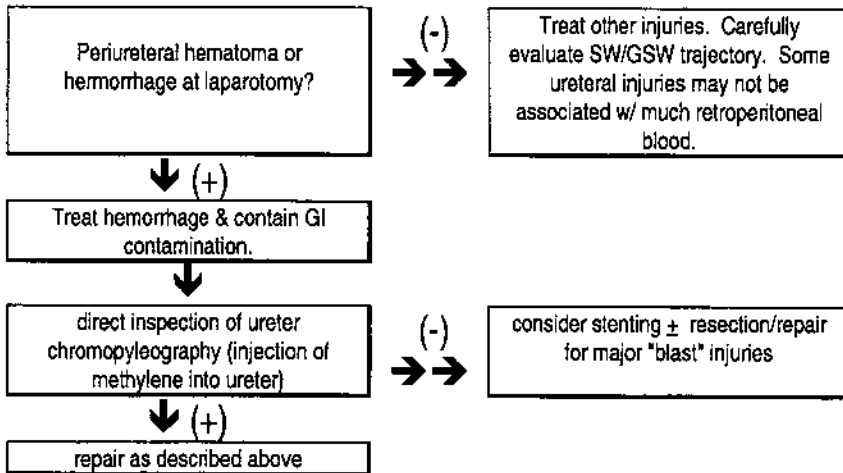 Periureteral hematoma or
hemorrhage at laparotomy?
(-)
Treat other injuries. Carefully
evaluate SW/GSW trajectory. Some
ureteral injuries may not be
associated w/ much retroperitoneal
blood.
(+)
Treat hemorrhage & contain GI
contamination.
direct inspection of ureter
chromopyleography (injection of
methylene into ureter)
(-)
consider stenting ± resection/repair
for major "blast" injuries
(+)
repair as described above